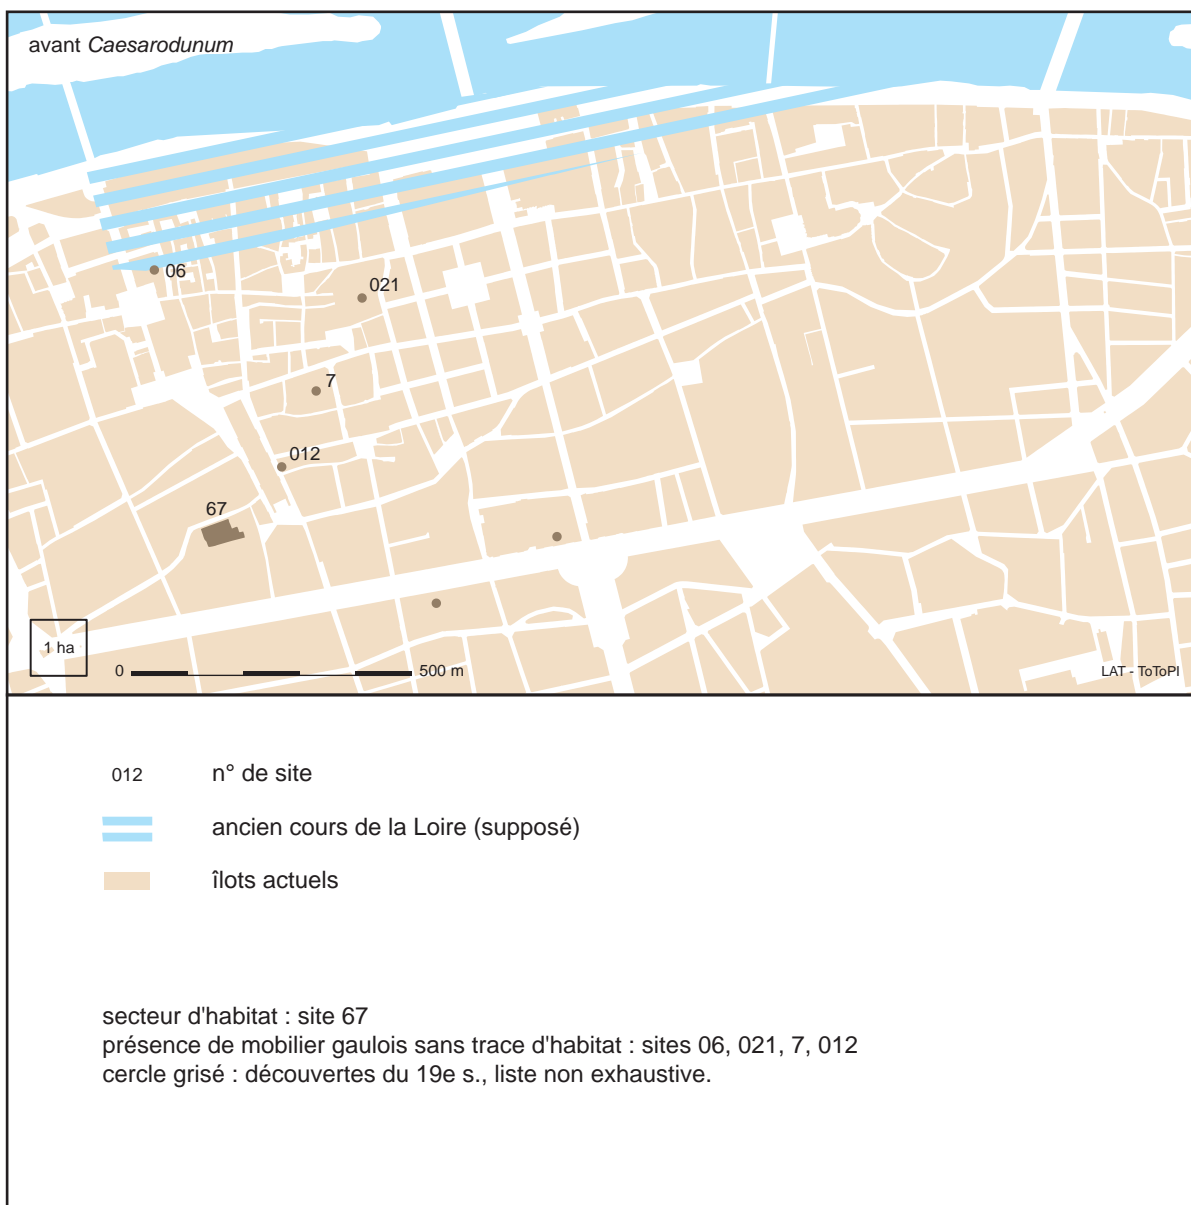 avant Caesarodunum
06
021
7
012
67
1 ha
0 500 m
LAT - ToToPI
012 n° de site
ancien cours de la Loire (supposé)
îlots actuels
secteur d'habitat : site 67
présence de mobilier gaulois sans trace d'habitat : sites 06, 021, 7, 012
cercle grisé : découvertes du 19e s., liste non exhaustive.